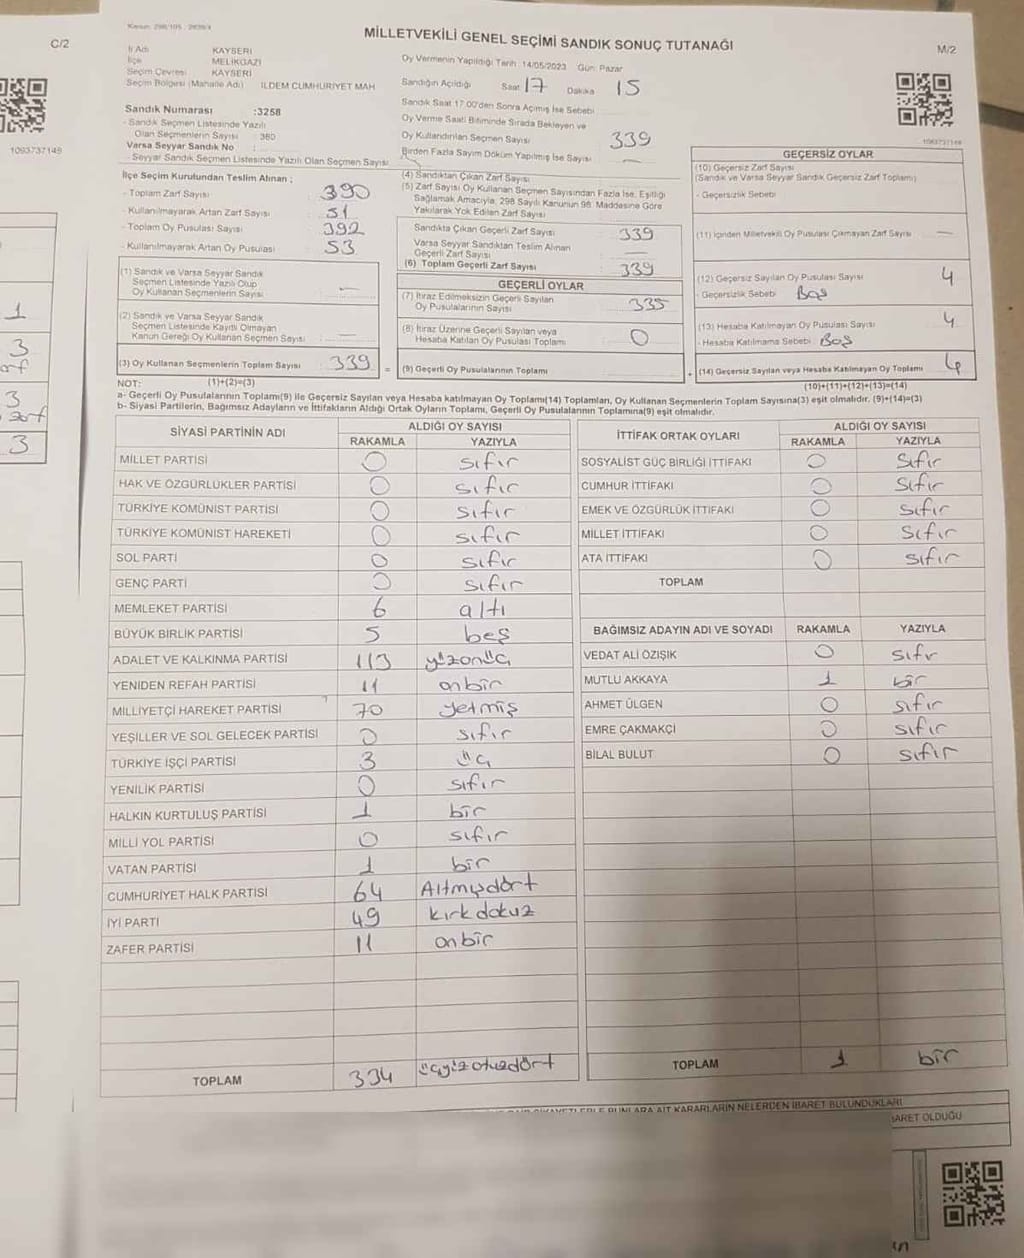 C/2
1093737149
1
3
3
3
MİLLETVEKİLİ GENEL SEÇİMİ SANDIK SONUÇ TUTANAĞI
M/2
1093737149
İl Adı KAYSERİ
İlçe MELİKGAZİ
Seçim Çevresi KAYSERİ
Seçim Bölgesi (Mahalle Adı) İLDEM CUMHURİYET MAH
Sandık Numarası :3258
- Sandık Seçmen Listesinde Yazılı
Olan Seçmenlerin Sayısı : 380
Varsa Seyyar Sandık No :
- Seyyar Sandık Seçmen Listesinde Yazılı Olan Seçmen Sayısı
Oy Vermenin Yapıldığı Tarih 14/05/2023 Gün: Pazar
Sandığın Açıldığı Saat 17 Dakika 15
Sandık Saat 17.00'den Sonra Açılmış İse Sebebi
Oy Verme Saati Bitiminde Sırada Bekleyen ve
Oy Kullandırılan Seçmen Sayısı 339
Birden Fazla Sayım Döküm Yapılmış İse Sayısı —
İlçe Seçim Kurulundan Teslim Alınan ;
- Toplam Zarf Sayısı : 390
- Kullanılmayarak Artan Zarf Sayısı : 51
- Toplam Oy Pusulası Sayısı : 392
- Kullanılmayarak Artan Oy Pusulası : 53
(4) Sandıktan Çıkan Zarf Sayısı
(5) Zarf Sayısı Oy Kullanan Seçmen Sayısından Fazla İse, Eşitliği
Sağlamak Amacıyla, 298 Sayılı Kanunun 98. Maddesine Göre
Yakılarak Yok Edilen Zarf Sayısı
Sandıkta Çıkan Geçerli Zarf Sayısı : 339
Varsa Seyyar Sandıktan Teslim Alınan
Geçerli Zarf Sayısı : —
(6) Toplam Geçerli Zarf Sayısı : 339
GEÇERSİZ OYLAR
(10) Geçersiz Zarf Sayısı
(Sandık ve Varsa Seyyar Sandık Geçersiz Zarf Toplamı)
- Geçersizlik Sebebi
(11) İçinden Milletvekili Oy Pusulası Çıkmayan Zarf Sayısı —
(12) Geçersiz Sayılan Oy Pusulası Sayısı 4
- Geçersizlik Sebebi Boş
(13) Hesaba Katılmayan Oy Pusulası Sayısı 4
- Hesaba Katılmama Sebebi Boş
(14) Geçersiz Sayılan veya Hesaba Katılmayan Oy Toplamı 4
(1) Sandık ve Varsa Seyyar Sandık
Seçmen Listesinde Yazılı Olup
Oy Kullanan Seçmenlerin Sayısı : —
(2) Sandık ve Varsa Seyyar Sandık
Seçmen Listesinde Kayıtlı Olmayan
Kanun Gereği Oy Kullanan Seçmen Sayısı : —
(3) Oy Kullanan Seçmenlerin Toplam Sayısı : 339
GEÇERLİ OYLAR
(7) İtiraz Edilmeksizin Geçerli Sayılan
Oy Pusulalarının Sayısı : 335
(8) İtiraz Üzerine Geçerli Sayılan veya
Hesaba Katılan Oy Pusulası Toplamı : 0
(9) Geçerli Oy Pusulalarının Toplamı
NOT: (1)+(2)=(3) (10)+(11)+(12)+(13)=(14)
a- Geçerli Oy Pusulalarının Toplamı(9) ile Geçersiz Sayılan veya Hesaba katılmayan Oy Toplamı(14) Toplamları, Oy Kullanan Seçmenlerin Toplam Sayısına(3) eşit olmalıdır. (9)+(14)=(3)
b- Siyasi Partilerin, Bağımsız Adayların ve İttifakların Aldığı Ortak Oyların Toplamı, Geçerli Oy Pusulalarının Toplamına(9) eşit olmalıdır.
SİYASİ PARTİNİN ADI ALDIĞI OY SAYISI
RAKAMLA YAZIYLA
MİLLET PARTİSİ 0 sıfır
HAK VE ÖZGÜRLÜKLER PARTİSİ 0 sıfır
TÜRKİYE KOMÜNİST PARTİSİ 0 sıfır
TÜRKİYE KOMÜNİST HAREKETİ 0 sıfır
SOL PARTİ 0 sıfır
GENÇ PARTİ 0 sıfır
MEMLEKET PARTİSİ 6 altı
BÜYÜK BİRLİK PARTİSİ 5 beş
ADALET VE KALKINMA PARTİSİ 113 yüzonüç
YENİDEN REFAH PARTİSİ 11 onbir
MİLLİYETÇİ HAREKET PARTİSİ 70 yetmiş
YEŞİLLER VE SOL GELECEK PARTİSİ 0 sıfır
TÜRKİYE İŞÇİ PARTİSİ 3 üç
YENİLİK PARTİSİ 0 sıfır
HALKIN KURTULUŞ PARTİSİ 1 bir
MİLLİ YOL PARTİSİ 0 sıfır
VATAN PARTİSİ 1 bir
CUMHURİYET HALK PARTİSİ 64 Altmışdört
İYİ PARTİ 49 kırkdokuz
ZAFER PARTİSİ 11 onbir
TOPLAM 334 üçyüzotuzdört
İTTİFAK ORTAK OYLARI ALDIĞI OY SAYISI
RAKAMLA YAZIYLA
SOSYALİST GÜÇ BİRLİĞİ İTTİFAKI 0 sıfır
CUMHUR İTTİFAKI 0 sıfır
EMEK VE ÖZGÜRLÜK İTTİFAKI 0 sıfır
MİLLET İTTİFAKI 0 sıfır
ATA İTTİFAKI 0 sıfır
TOPLAM
BAĞIMSIZ ADAYIN ADI VE SOYADI RAKAMLA YAZIYLA
VEDAT ALİ ÖZIŞIK 0 sıfr
MUTLU AKKAYA 1 bir
AHMET ÜLGEN 0 sıfır
EMRE ÇAKMAKÇİ 0 sıfır
BİLAL BULUT 0 sıfır
TOPLAM 1 bir
BUNLARA AİT KARARLARIN NELERDEN İBARET BULUNDUKLARI
BARET OLDUĞU